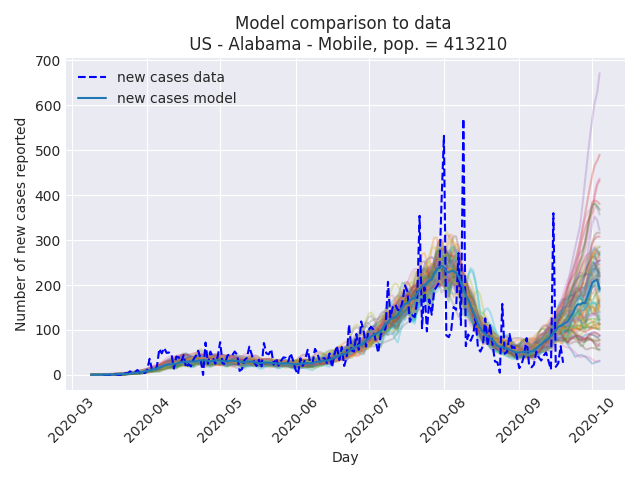 Model comparison to data
US - Alabama - Mobile, pop. = 413210
700
600
500
400
300
200
100
0
Number of new cases reported
new cases data
new cases model
2020-03
2020-04
2020-05
2020-06
2020-07
2020-08
2020-09
2020-10
Day